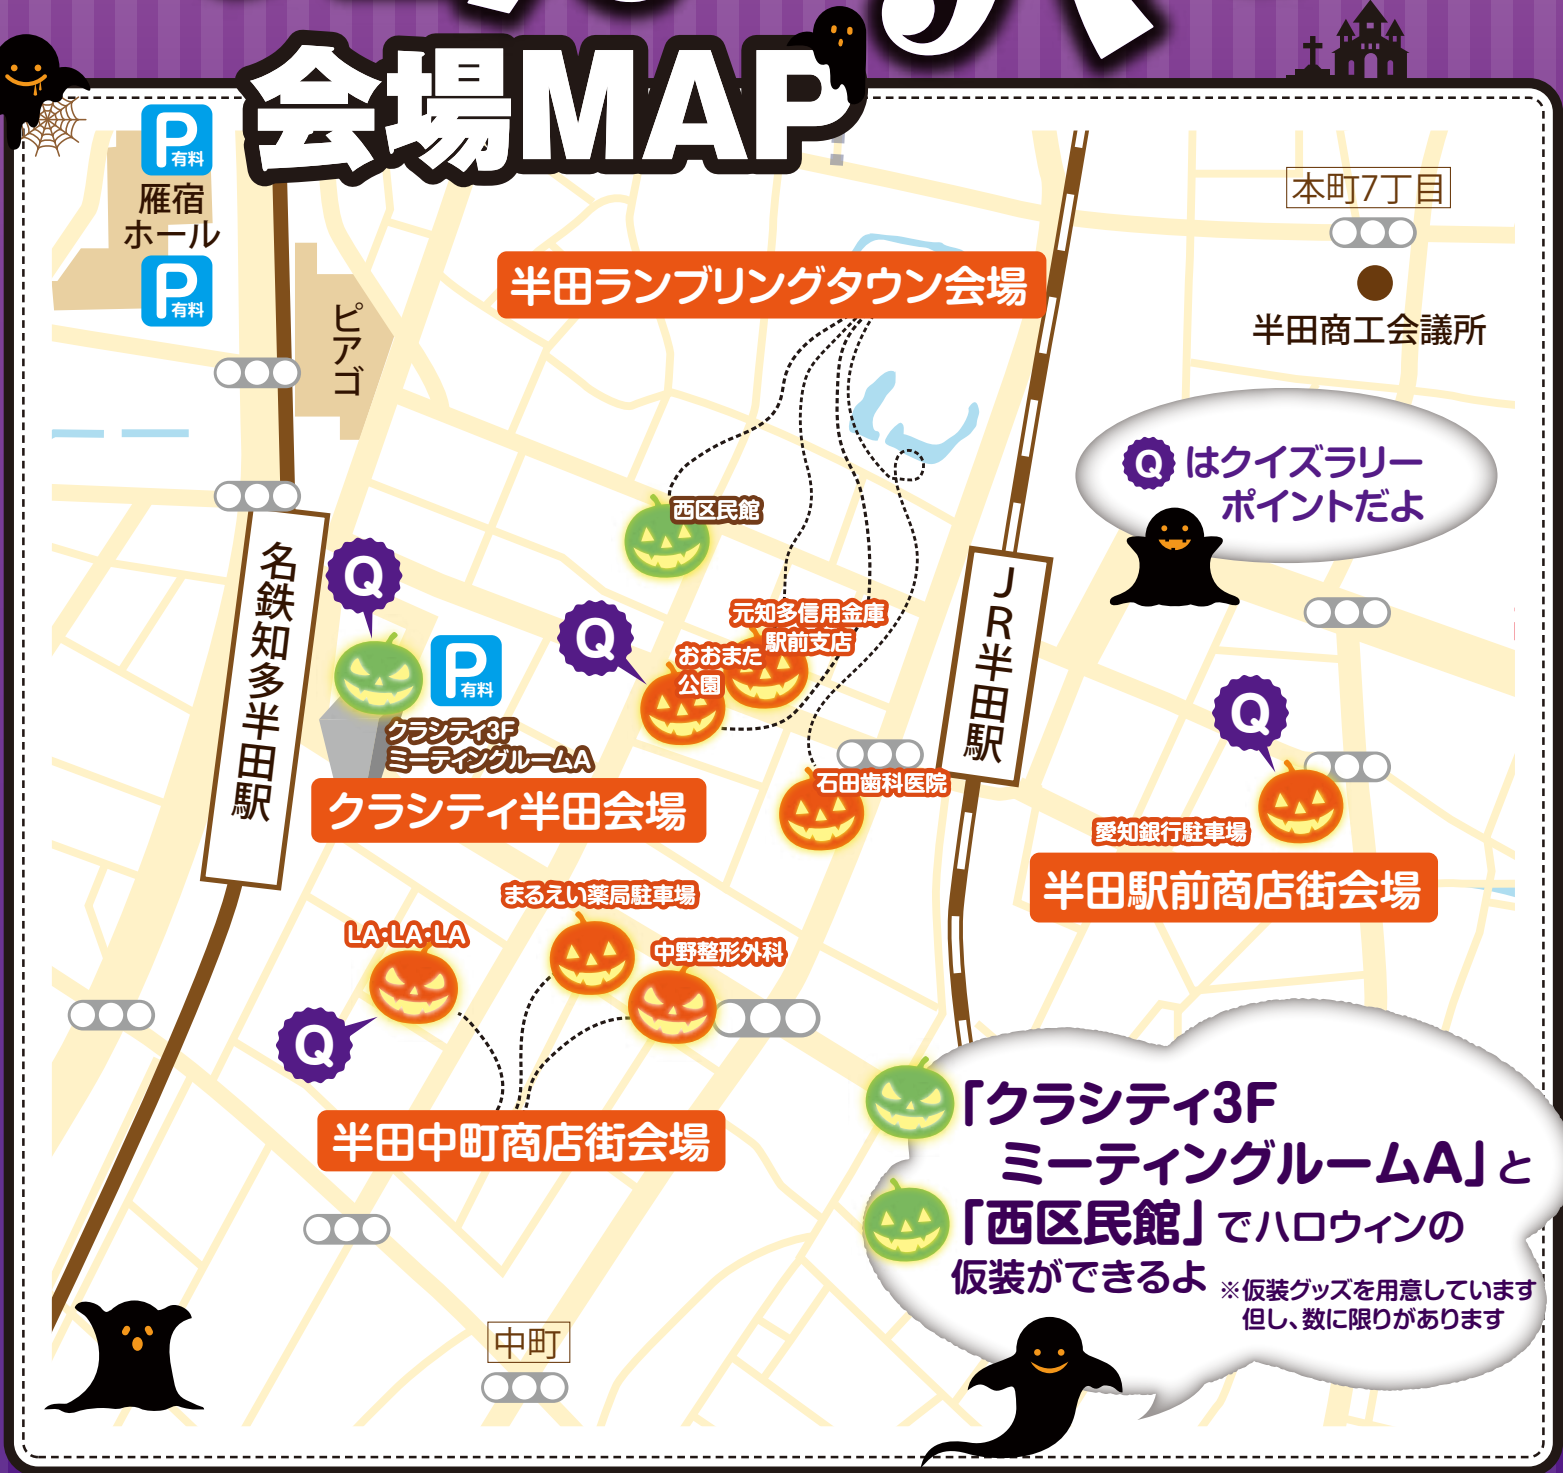 会場MAP
P
有料
雁宿
ホール
P
有料
ピアゴ
本町7丁目
半田商工会議所
半田ランブリングタウン会場
Q はクイズラリー
ポイントだよ
西区民館
名鉄知多半田駅
Q
P
有料
クラシティ3F
ミーティングルームA
クラシティ半田会場
Q
元知多信用金庫
駅前支店
おおまた
公園
JR半田駅
石田歯科医院
Q
愛知銀行駐車場
半田駅前商店街会場
まるえい薬局駐車場
LA・LA・LA
中野整形外科
Q
半田中町商店街会場
「クラシティ3F
ミーティングルームA」と
「西区民館」でハロウィンの
仮装ができるよ
※仮装グッズを用意しています
但し、数に限りがあります
中町